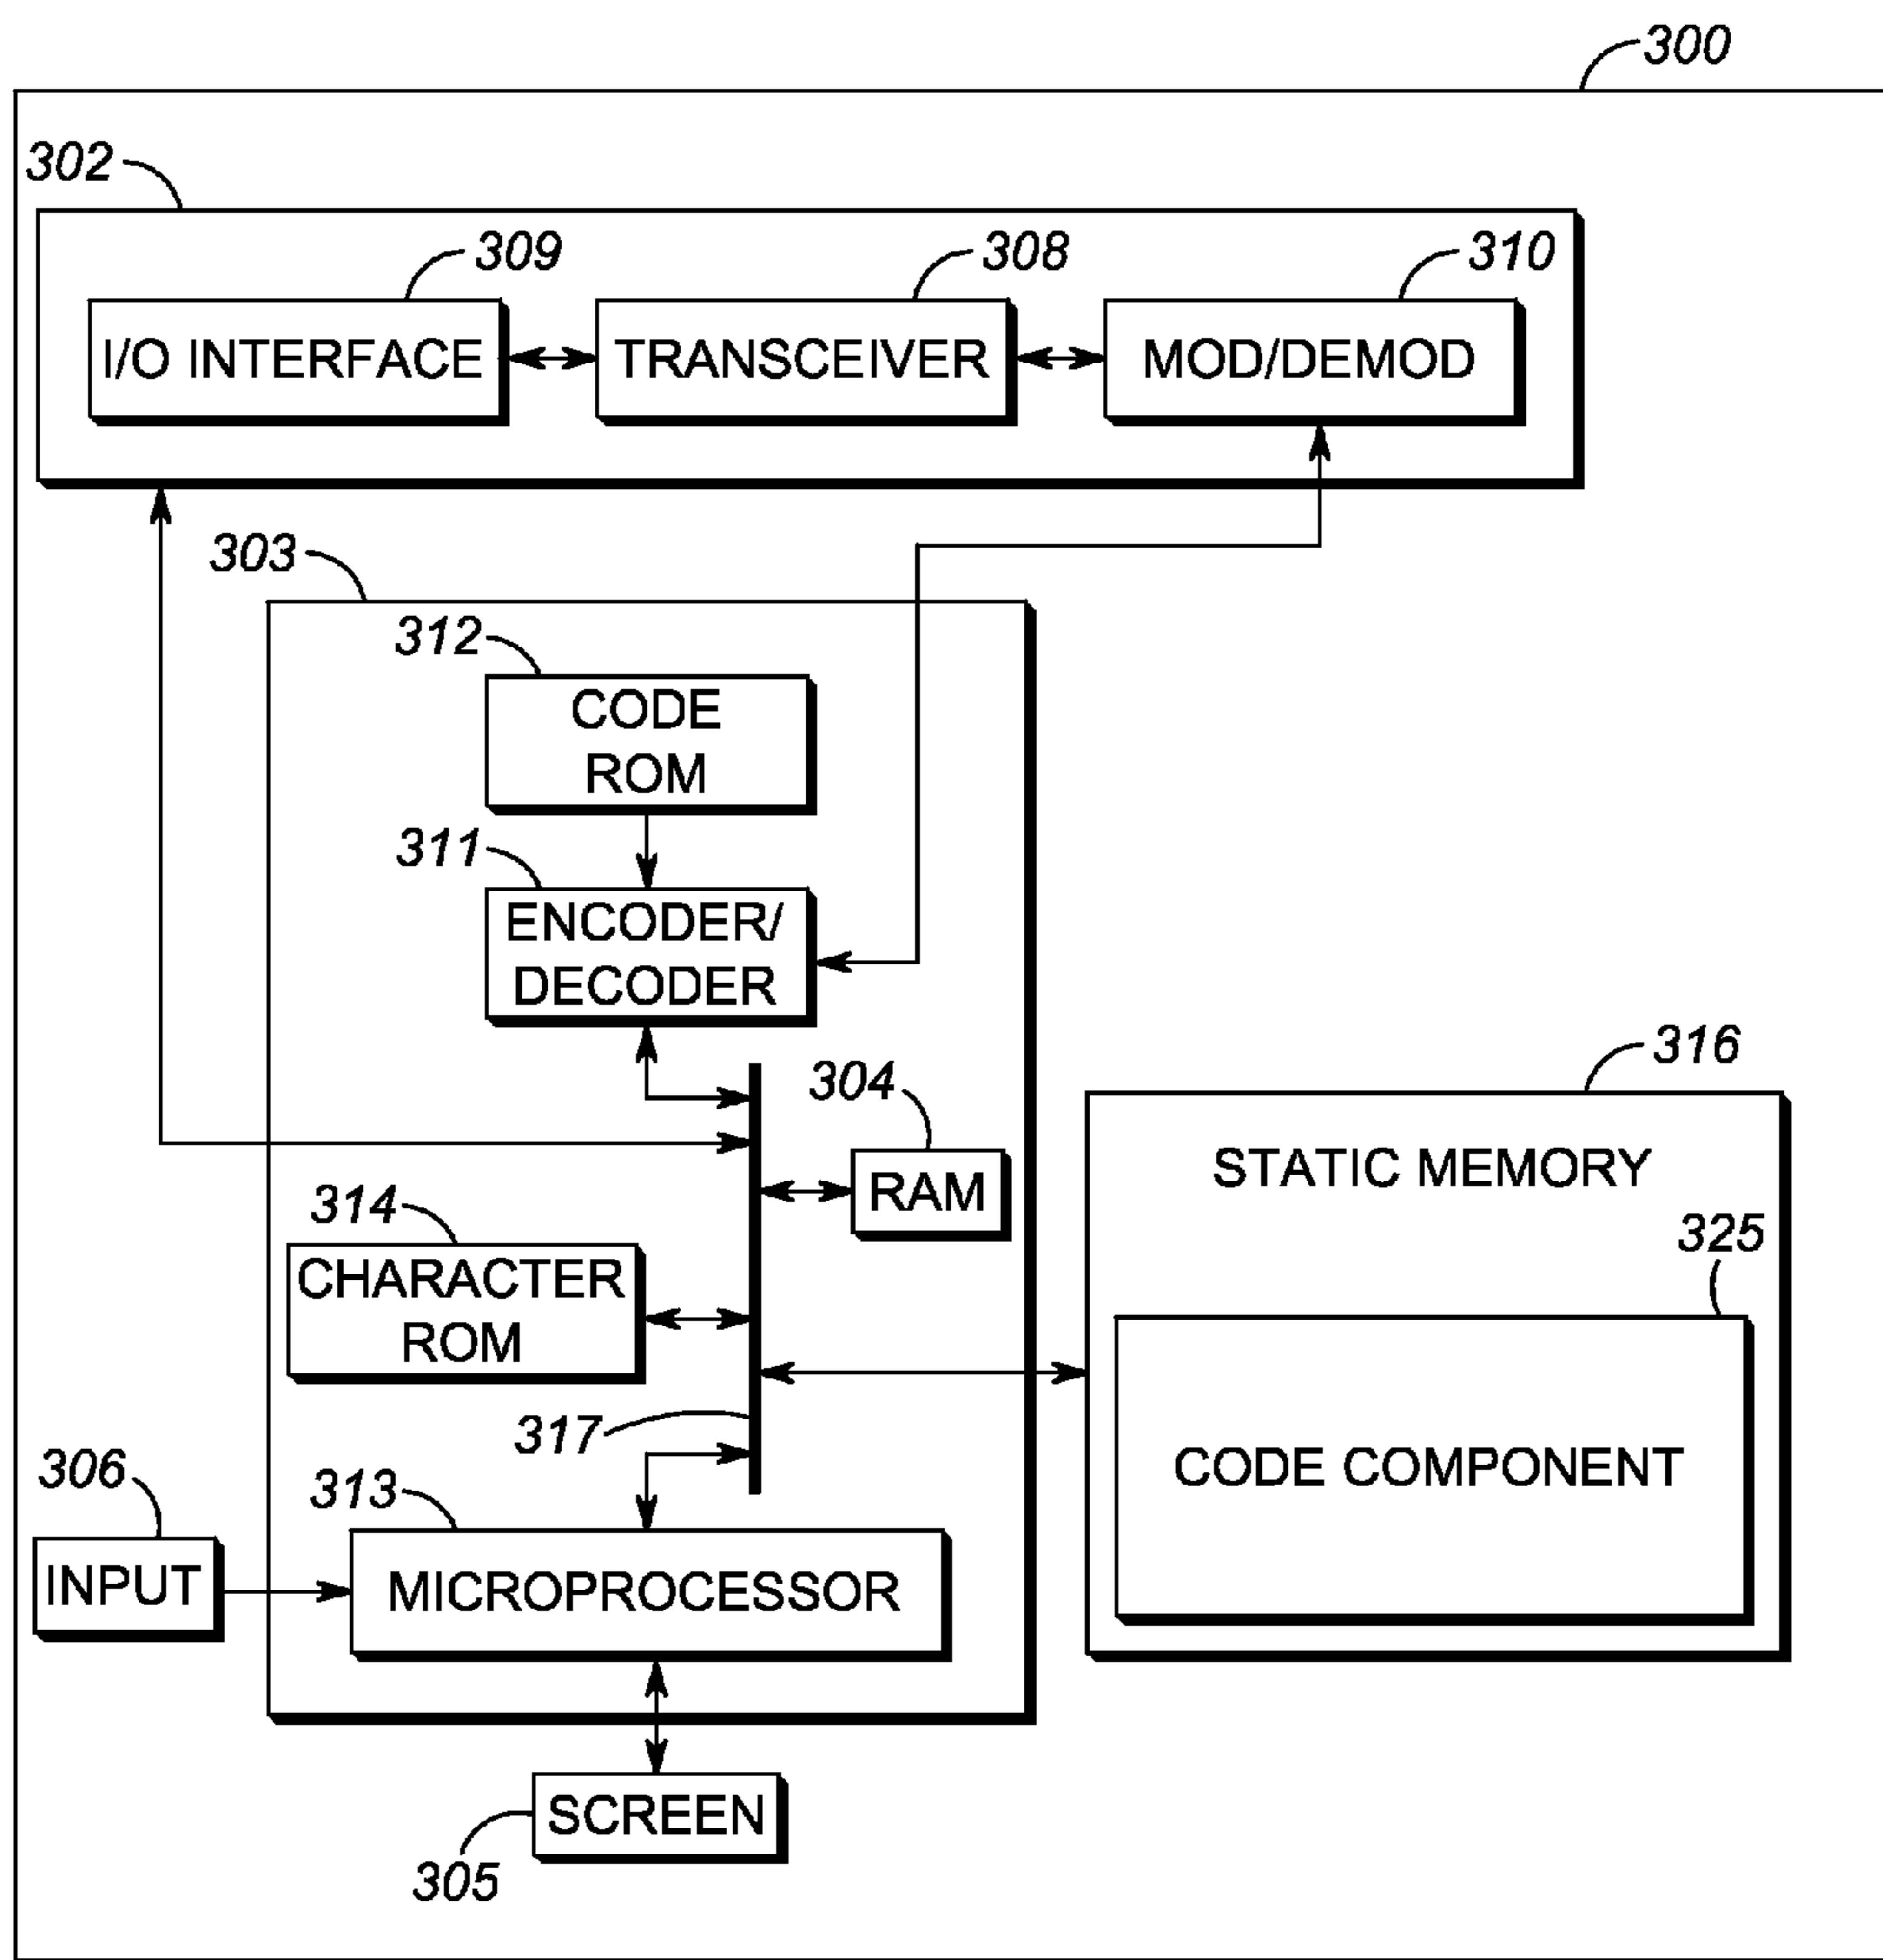 300
302
309
308
310
I/O INTERFACE
TRANSCEIVER
MOD/DEMOD
303
312
CODE
ROM
311
ENCODER/
DECODER
304
RAM
316
STATIC MEMORY
314
CHARACTER
ROM
325
CODE COMPONENT
317
306
INPUT
313
MICROPROCESSOR
SCREEN
305